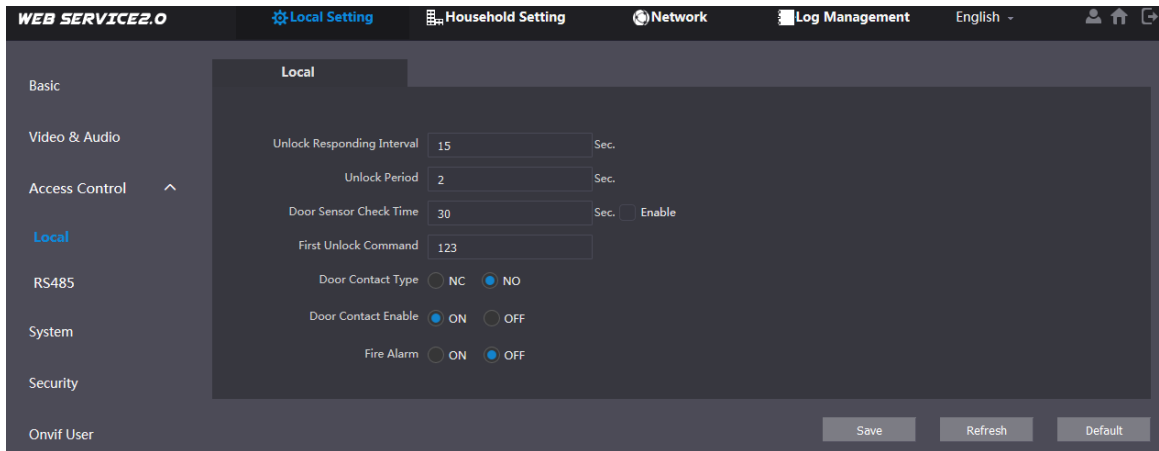 WEB SERVICE2.0 Local Setting Household Setting Network Log Management English
Local
Basic
Video & Audio
Access Control
Local
RS485
System
Security
Onvif User
Unlock Responding Interval 15 Sec.
Unlock Period 2 Sec.
Door Sensor Check Time 30 Sec. Enable
First Unlock Command 123
Door Contact Type NC NO
Door Contact Enable ON OFF
Fire Alarm ON OFF
Save Refresh Default